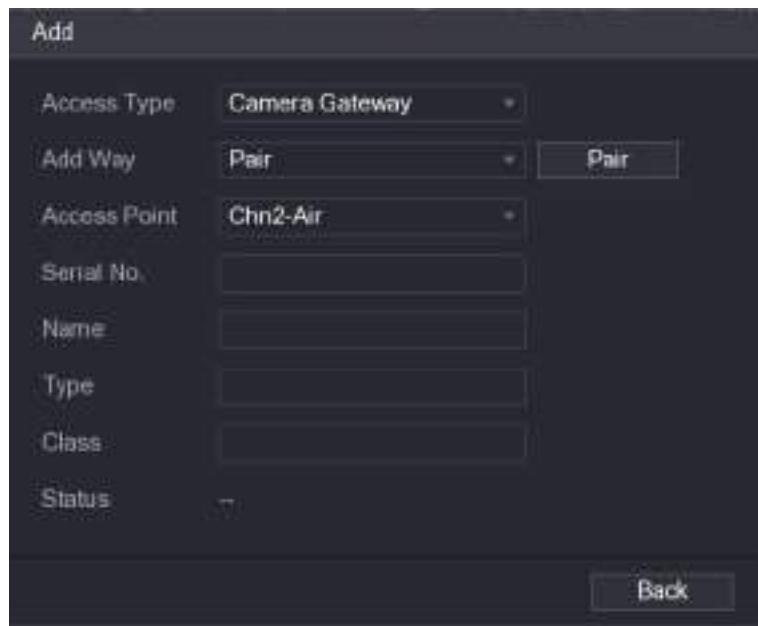 Add
Access Type Camera Gateway
Add Way Pair Pair
Access Point Chn2-Air
Serial No.
Name
Type
Class
Status --
Back